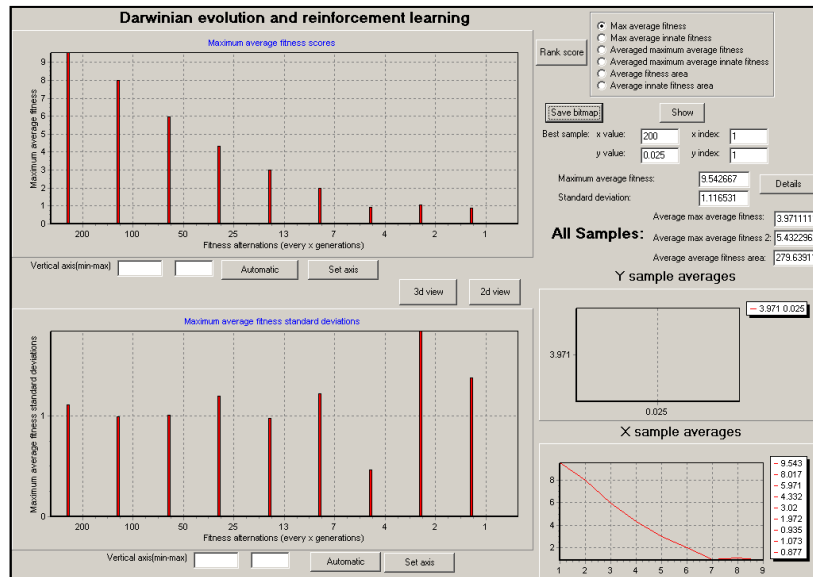 Darwinian evolution and reinforcement learning
Maximum average fitness scores
Maximum average fitness
9
8
7
6
5
4
3
2
1
0
200 100 50 25 13 7 4 2 1
Fitness alternations (every x generations)
Vertical axis(min-max)
Automatic
Set axis
3d view
2d view
Maximum average fitness standard deviations
Maximum average fitness standard deviations
1
0
200 100 50 25 13 7 4 2 1
Fitness alternations (every x generations)
Vertical axis(min-max)
Automatic
Set axis
Rank score
Max average fitness
Max average innate fitness
Averaged maximum average fitness
Averaged maximum average innate fitness
Average fitness area
Average innate fitness area
Save bitmap
Show
Best sample: x value: 200 x index: 1
y value: 0.025 y index: 1
Maximum average fitness: 9.542667
Standard deviation: 1.116531
Details
All Samples:
Average max average fitness: 3.971111
Average max average fitness 2: 5.432296
Average average fitness area: 279.63911
Y sample averages
3.971 0.025
3.971
0.025
X sample averages
8
6
4
2
1 2 3 4 5 6 7 8 9
9.543
8.017
5.971
4.332
3.02
1.972
0.935
1.073
0.877